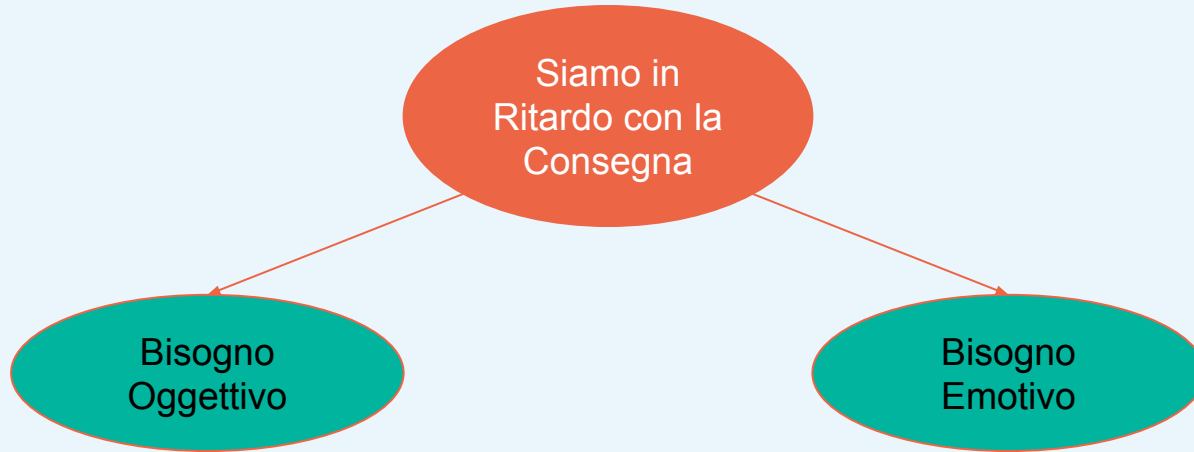 Siamo in
Ritardo con la
Consegna
Bisogno
Oggettivo
Bisogno
Emotivo